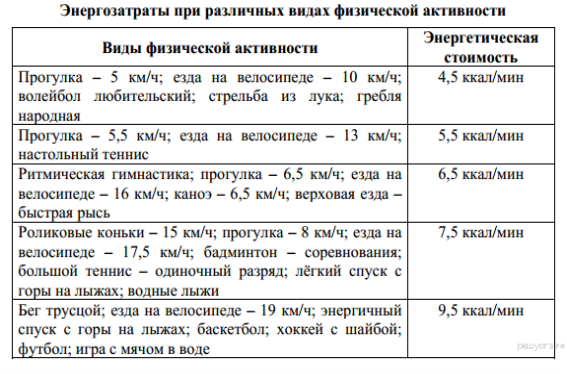 Энергозатраты при различных видах физической активности
Виды физической активности
Энергетическая
стоимость
Прогулка – 5 км/ч; езда на велосипеде – 10 км/ч;
волейбол любительский; стрельба из лука; гребля
народная
4,5 ккал/мин
Прогулка – 5,5 км/ч; езда на велосипеде – 13 км/ч;
настольный теннис
5,5 ккал/мин
Ритмическая гимнастика; прогулка – 6,5 км/ч; езда на
велосипеде – 16 км/ч; каноэ – 6,5 км/ч; верховая езда –
быстрая рысь
6,5 ккал/мин
Роликовые коньки – 15 км/ч; прогулка – 8 км/ч; езда на
велосипеде – 17,5 км/ч; бадминтон – соревнования;
большой теннис – одиночный разряд; лёгкий спуск с
горы на лыжах; водные лыжи
7,5 ккал/мин
Бег трусцой; езда на велосипеде – 19 км/ч; энергичный
спуск с горы на лыжах; баскетбол; хоккей с шайбой;
футбол; игра с мячом в воде
9,5 ккал/мин